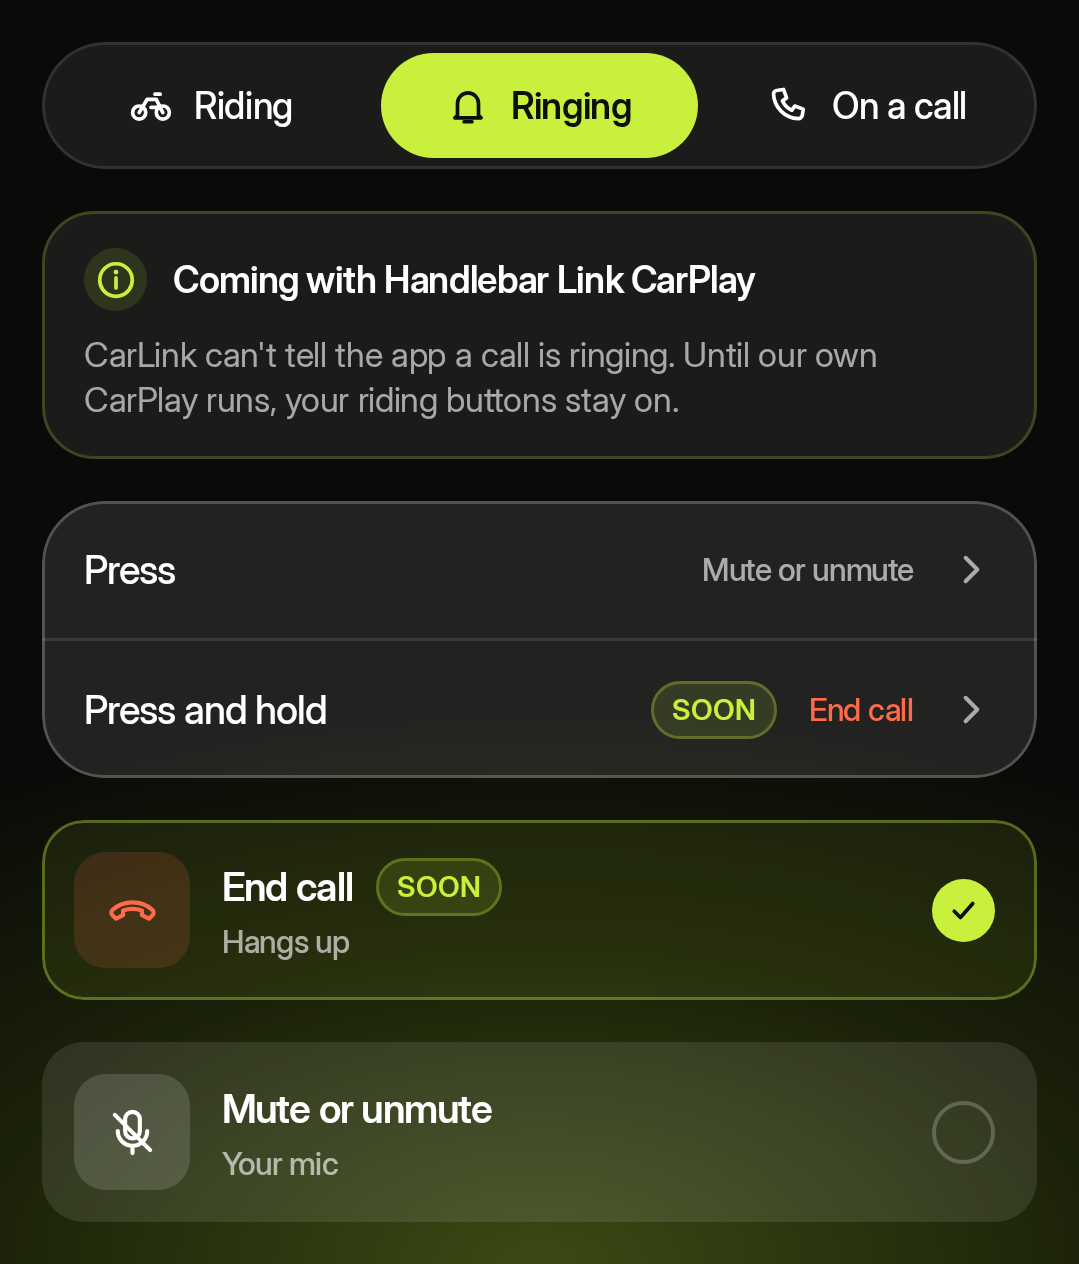 Riding
Ringing
On a call
Coming with Handlebar Link CarPlay
CarLink can't tell the app a call is ringing. Until our own
CarPlay runs, your riding buttons stay on.
Press
Mute or unmute
Press and hold
SOON
End call
End call
SOON
Hangs up
Mute or unmute
Your mic